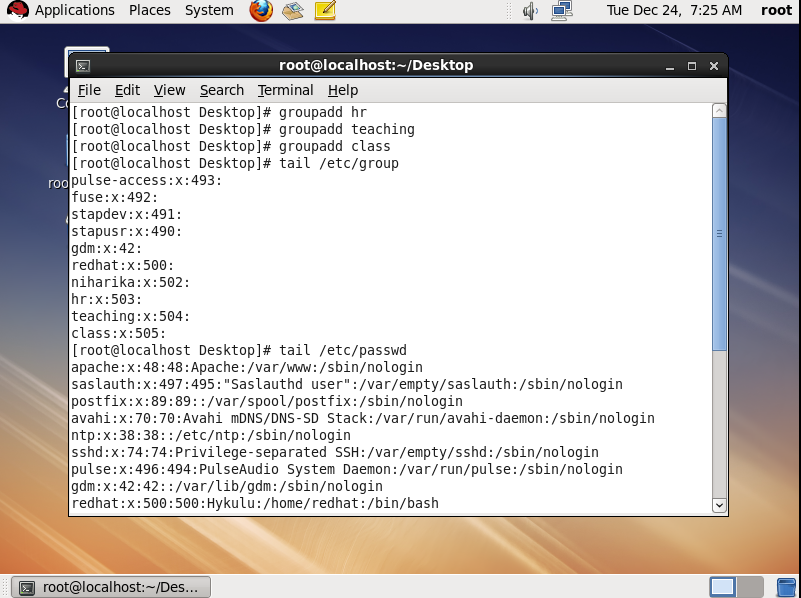 Applications Places System Tue Dec 24, 7:25 AM root
root@localhost:~/Desktop
File Edit View Search Terminal Help
[root@localhost Desktop]# groupadd hr
[root@localhost Desktop]# groupadd teaching
[root@localhost Desktop]# groupadd class
[root@localhost Desktop]# tail /etc/group
pulse-access:x:493:
fuse:x:492:
stapdev:x:491:
stapusr:x:490:
gdm:x:42:
redhat:x:500:
niharika:x:502:
hr:x:503:
teaching:x:504:
class:x:505:
[root@localhost Desktop]# tail /etc/passwd
apache:x:48:48:Apache:/var/www:/sbin/nologin
saslauth:x:497:495:"Saslauthd user":/var/empty/saslauth:/sbin/nologin
postfix:x:89:89::/var/spool/postfix:/sbin/nologin
avahi:x:70:70:Avahi mDNS/DNS-SD Stack:/var/run/avahi-daemon:/sbin/nologin
ntp:x:38:38::/etc/ntp:/sbin/nologin
sshd:x:74:74:Privilege-separated SSH:/var/empty/sshd:/sbin/nologin
pulse:x:496:494:PulseAudio System Daemon:/var/run/pulse:/sbin/nologin
gdm:x:42:42::/var/lib/gdm:/sbin/nologin
redhat:x:500:500:Hykulu:/home/redhat:/bin/bash
root@localhost:~/Des...